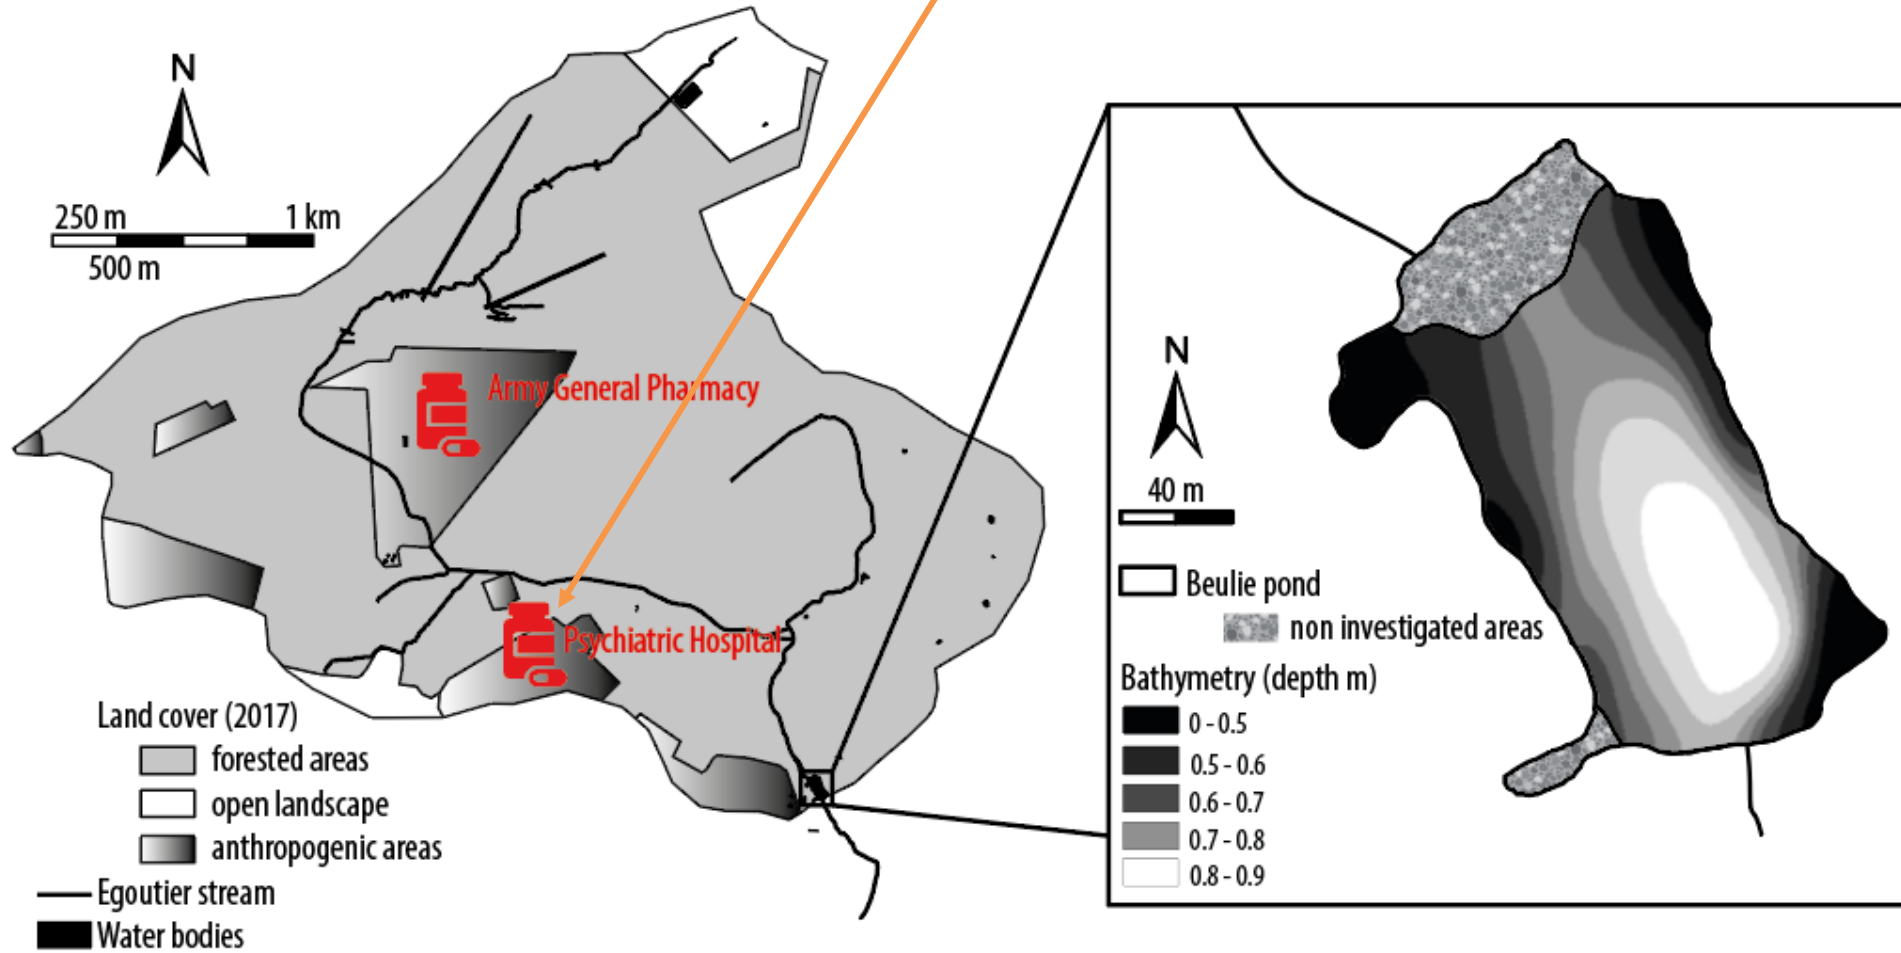 N
250 m 1 km
500 m
Army General Pharmacy
Psychiatric Hospital
Land cover (2017)
forested areas
open landscape
anthropogenic areas
Egoutier stream
Water bodies
N
40 m
Beulie pond
non investigated areas
Bathymetry (depth m)
0 - 0.5
0.5 - 0.6
0.6 - 0.7
0.7 - 0.8
0.8 - 0.9